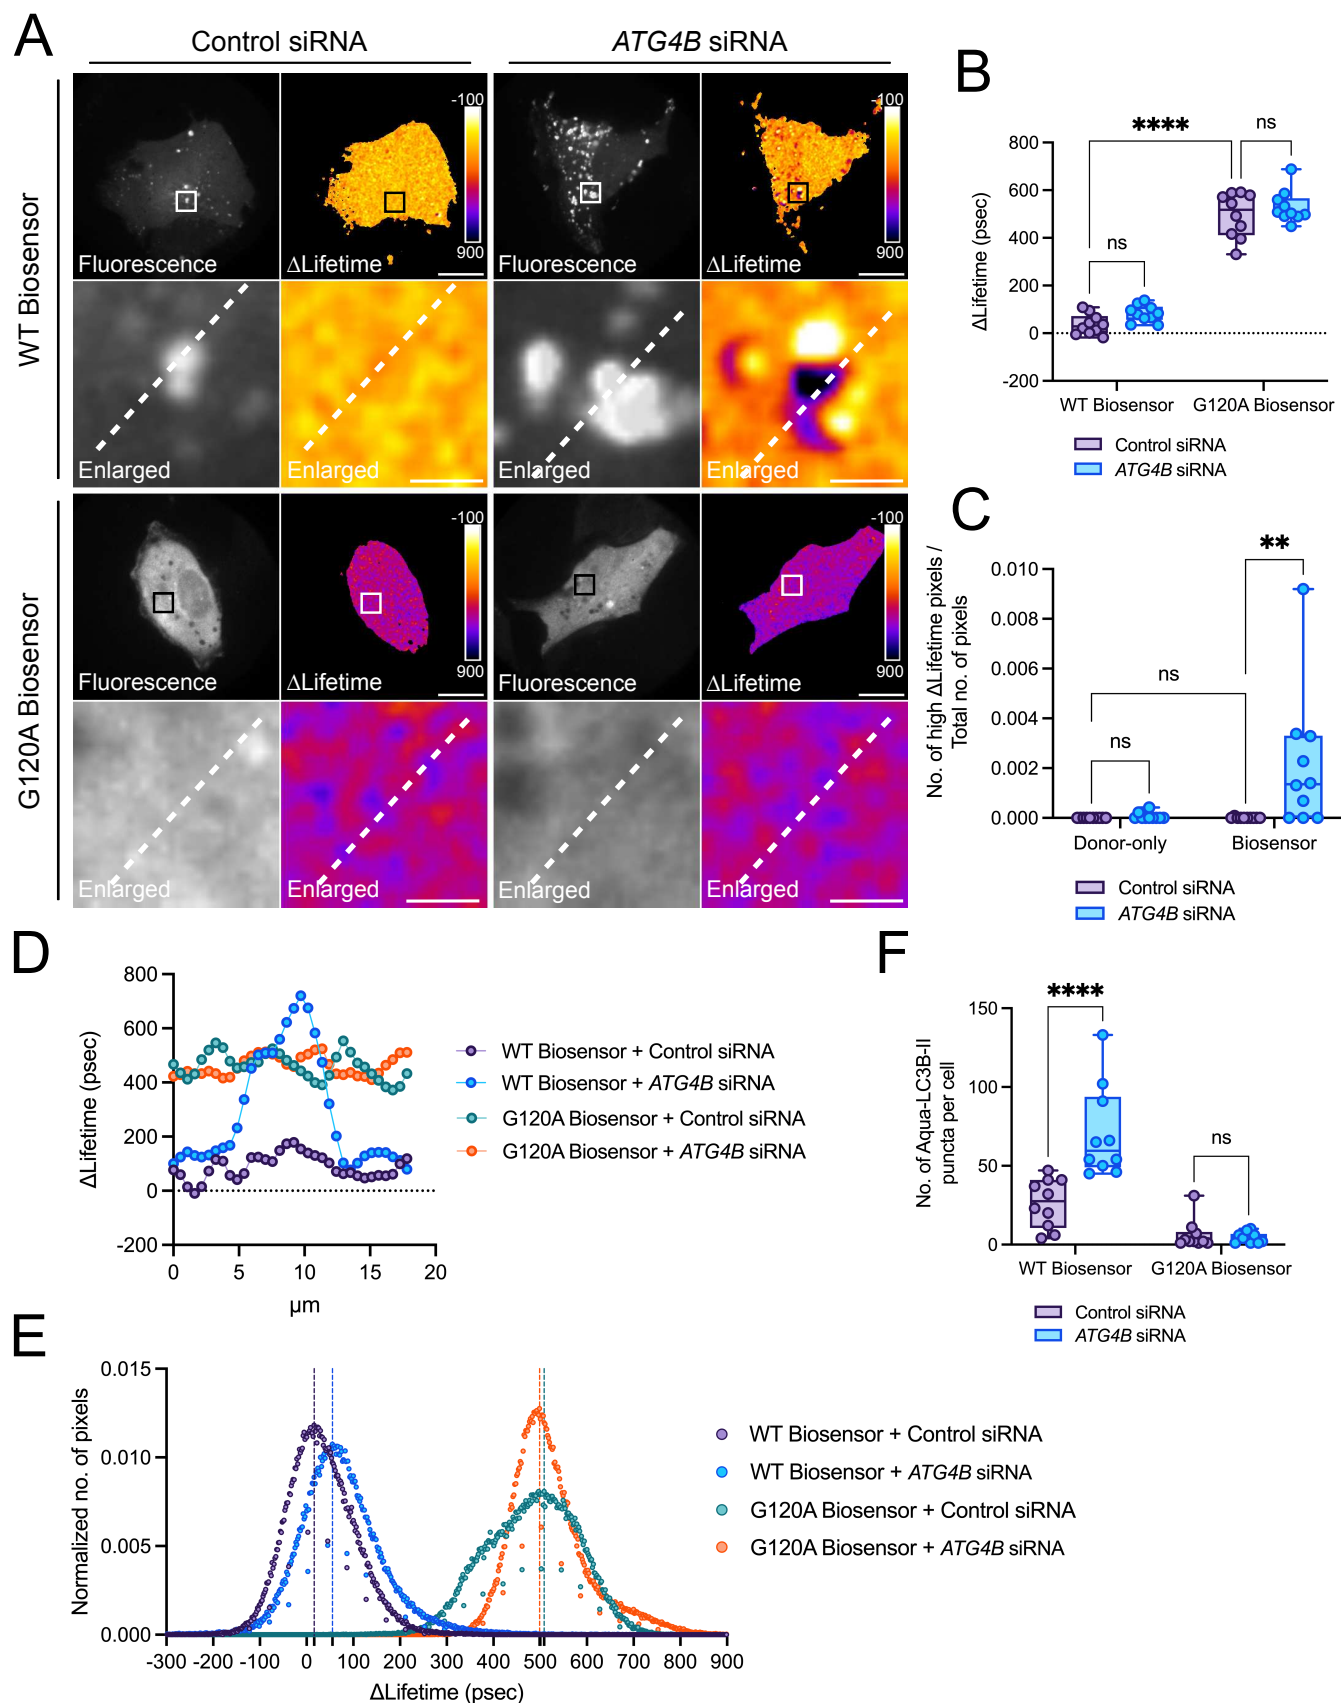 A
Control siRNA
ATG4B siRNA
WT Biosensor
-100
900
Fluorescence
ΔLifetime
-100
900
Fluorescence
ΔLifetime
Enlarged
Enlarged
Enlarged
Enlarged
G120A Biosensor
-100
900
Fluorescence
ΔLifetime
-100
900
Fluorescence
ΔLifetime
Enlarged
Enlarged
Enlarged
Enlarged
B
ΔLifetime (psec)
800
600
400
200
0
-200
****
ns
ns
WT Biosensor
G120A Biosensor
Control siRNA
ATG4B siRNA
C
No. of high ΔLifetime pixels /
Total no. of pixels
0.010
0.008
0.006
0.004
0.002
0.000
**
ns
ns
Donor-only
Biosensor
Control siRNA
ATG4B siRNA
D
ΔLifetime (psec)
800
600
400
200
0
-200
0
5
10
15
20
μm
WT Biosensor + Control siRNA
WT Biosensor + ATG4B siRNA
G120A Biosensor + Control siRNA
G120A Biosensor + ATG4B siRNA
F
No. of Aqua-LC3B-II
puncta per cell
150
100
50
0
****
ns
WT Biosensor
G120A Biosensor
Control siRNA
ATG4B siRNA
E
Normalized no. of pixels
0.015
0.010
0.005
0.000
-300 -200 -100 0 100 200 300 400 500 600 700 800 900
ΔLifetime (psec)
WT Biosensor + Control siRNA
WT Biosensor + ATG4B siRNA
G120A Biosensor + Control siRNA
G120A Biosensor + ATG4B siRNA